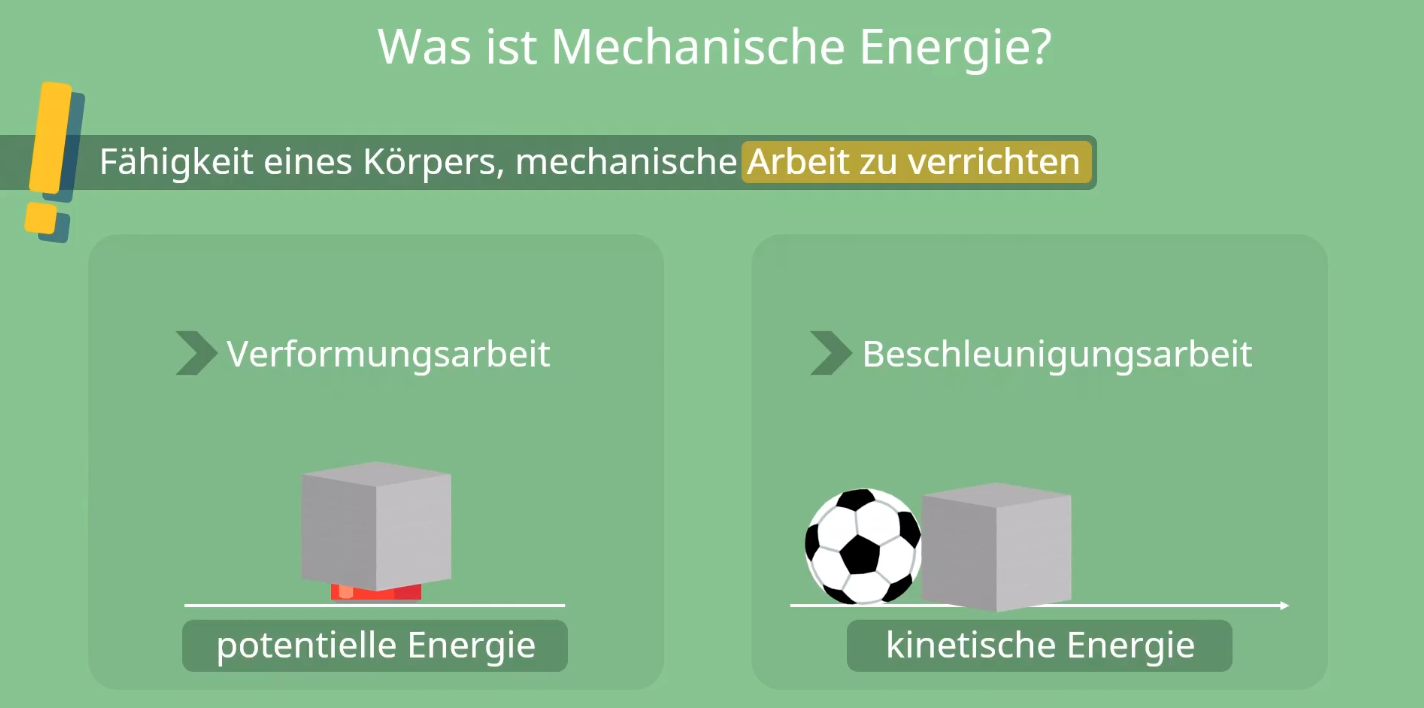 Was ist Mechanische Energie?
Fähigkeit eines Körpers, mechanische Arbeit zu verrichten
Verformungsarbeit
potentielle Energie
Beschleunigungsarbeit
kinetische Energie